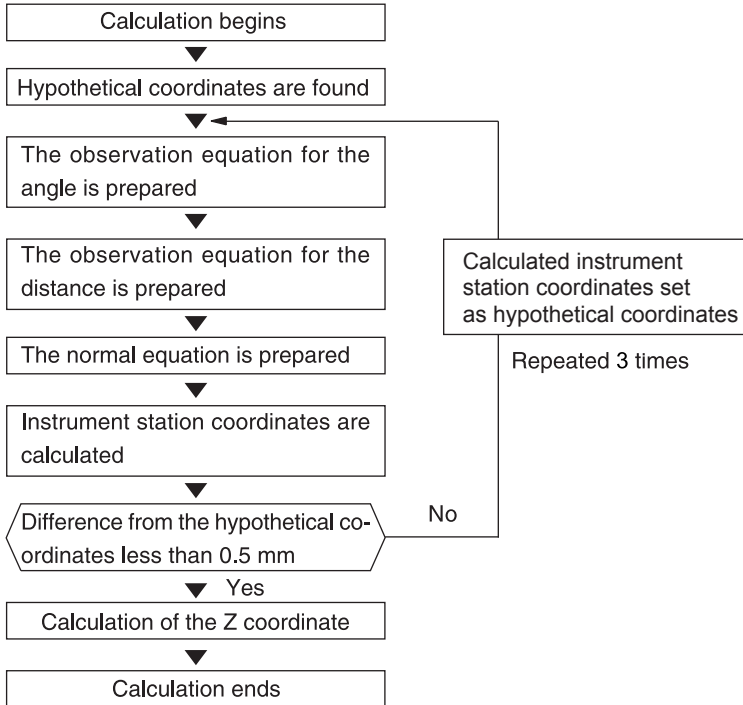 Calculation begins
Hypothetical coordinates are found
The observation equation for the
angle is prepared
The observation equation for the
distance is prepared
The normal equation is prepared
Instrument station coordinates are
calculated
Difference from the hypothetical co-
ordinates less than 0.5 mm
No
Calculated instrument
station coordinates set
as hypothetical coordinates
Repeated 3 times
Yes
Calculation of the Z coordinate
Calculation ends